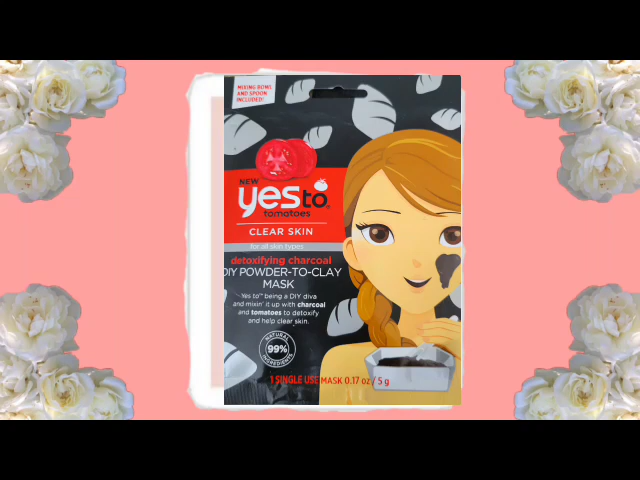 MIXING BOWL
AND SPOON
INCLUDED!
NEW
yes to
tomatoes
CLEAR SKIN
for all skin types
detoxifying charcoal
DIY POWDER-TO-CLAY
MASK
Yes to™ being a DIY diva
and mixin' it up with charcoal
and tomatoes to detoxify
and help clear skin.
NATURAL
99%
INGREDIENTS
1 SINGLE USE MASK 0.17 oz / 5 g